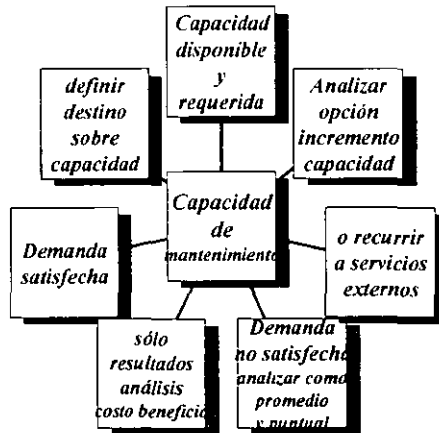 Capacidad
disponible
y
requerida
definir
destino
sobre
capacidad
Analizar
opción
incremento
capacidad
Capacidad
de
mantenimiento
Demanda
satisfecha
o recurrir
a servicios
externos
sólo
resultados
análisis
costo beneficio
Demanda
no satisfecha
analizar como
promedio
y puntual